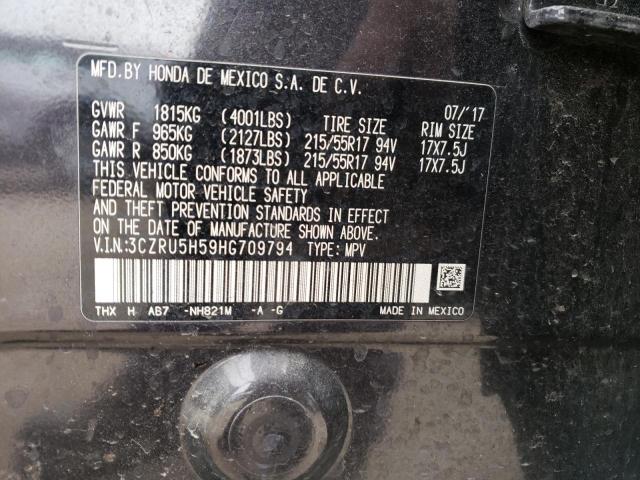 MFD.BY HONDA DE MEXICO S.A. DE C.V.
07/'17
GVWR 1815KG (4001LBS) TIRE SIZE RIM SIZE
GAWR F 965KG (2127LBS) 215/55R17 94V 17X7.5J
GAWR R 850KG (1873LBS) 215/55R17 94V 17X7.5J
THIS VEHICLE CONFORMS TO ALL APPLICABLE
FEDERAL MOTOR VEHICLE SAFETY
AND THEFT PREVENTION STANDARDS IN EFFECT
ON THE DATE OF MANUFACTURE SHOWN ABOVE.
V.I.N:3CZRU5H59HG709794 TYPE: MPV
THX H AB7 -NH821M -A -G MADE IN MEXICO